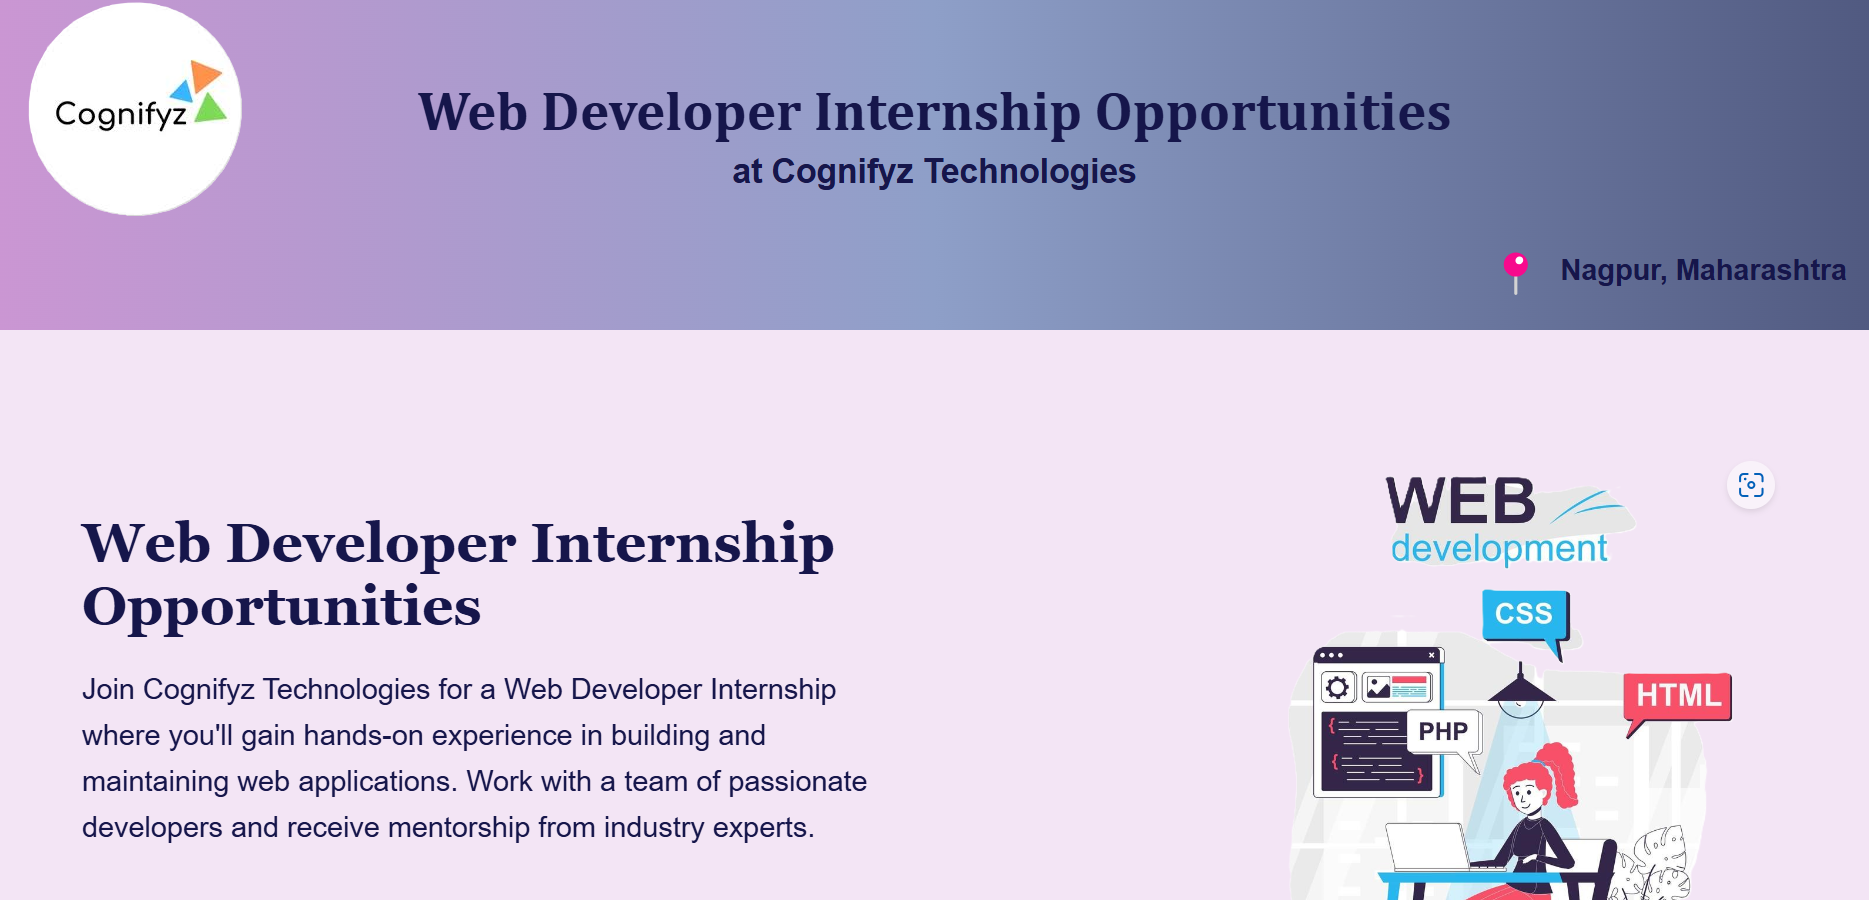 Cognifyz
Web Developer Internship Opportunities
at Cognifyz Technologies
Nagpur, Maharashtra
Web Developer Internship
Opportunities
Join Cognifyz Technologies for a Web Developer Internship
where you'll gain hands-on experience in building and
maintaining web applications. Work with a team of passionate
developers and receive mentorship from industry experts.
WEB
development
CSS
HTML
PHP